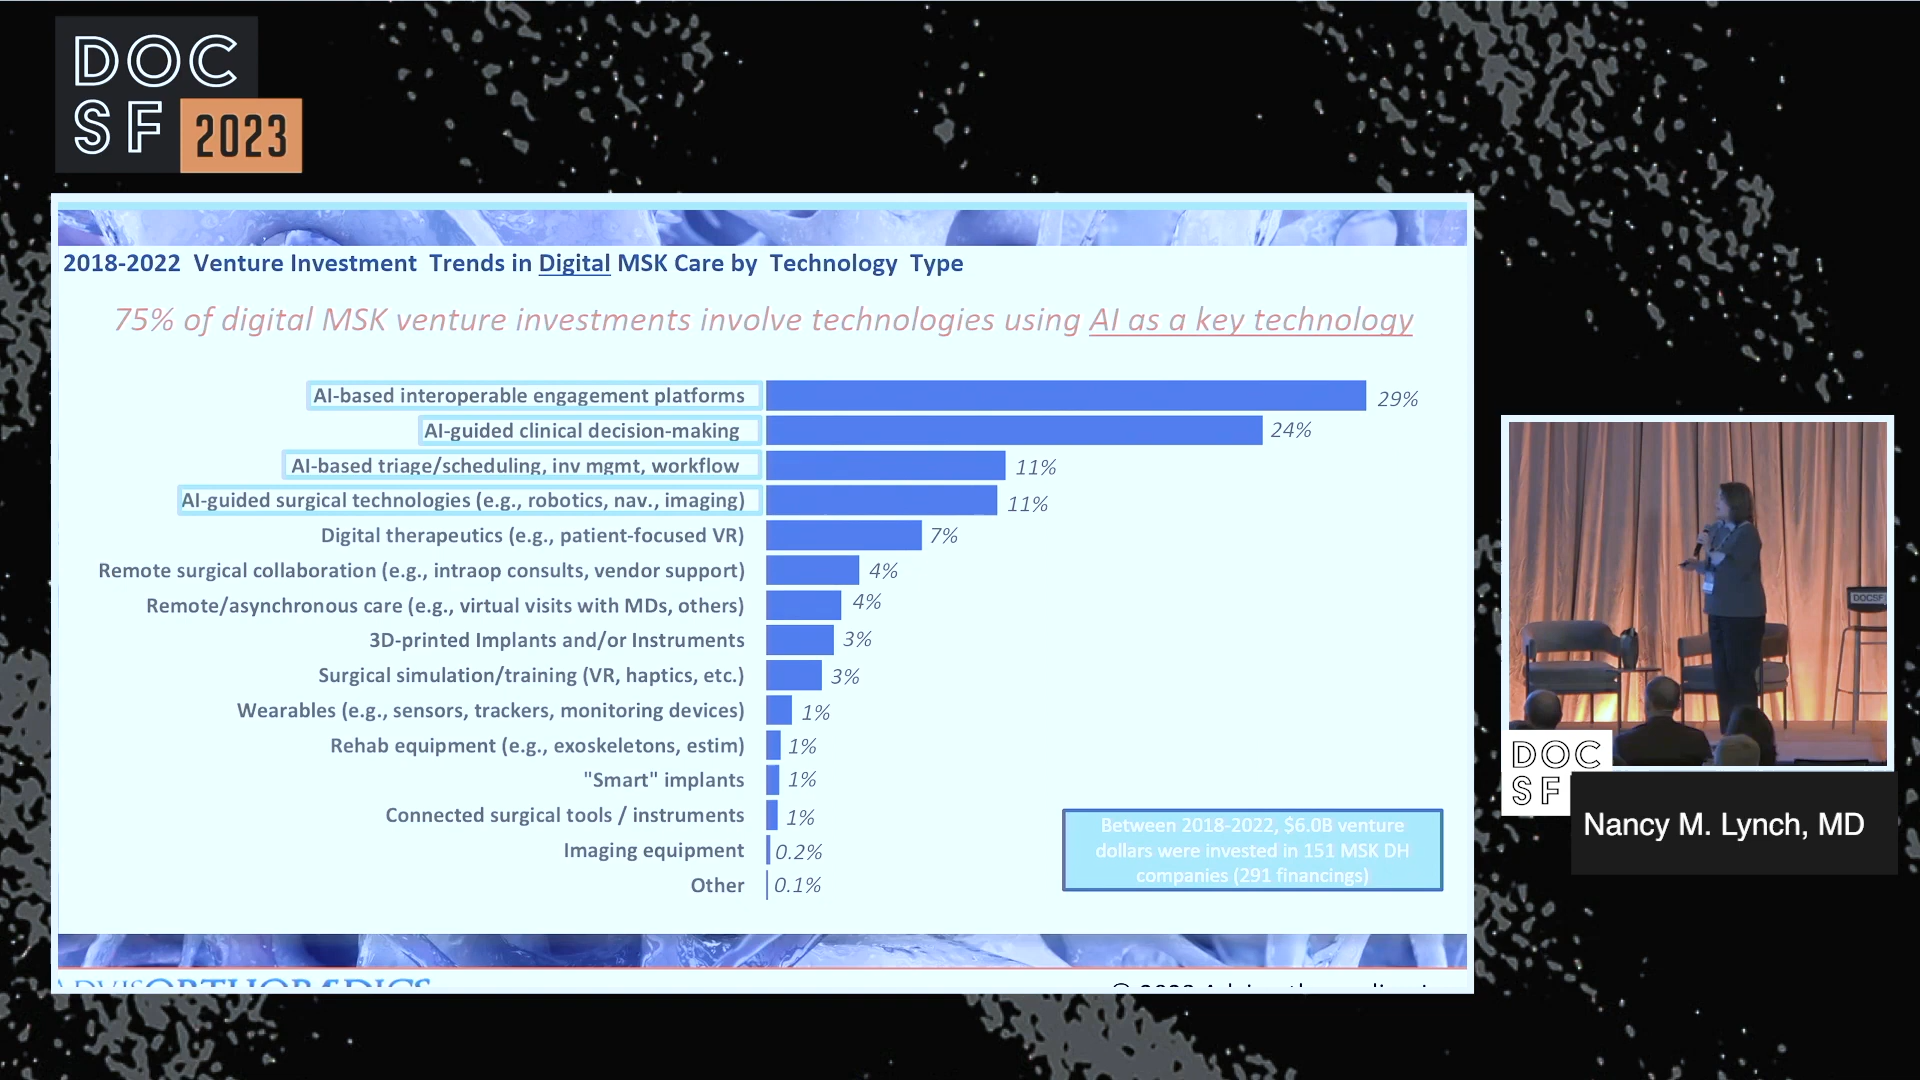 DOC
SF 2023
2018-2022 Venture Investment Trends in Digital MSK Care by Technology Type
75% of digital MSK venture investments involve technologies using AI as a key technology
AI-based interoperable engagement platforms 29%
AI-guided clinical decision-making 24%
AI-based triage/scheduling, inv mgmt, workflow 11%
AI-guided surgical technologies (e.g., robotics, nav., imaging) 11%
Digital therapeutics (e.g., patient-focused VR) 7%
Remote surgical collaboration (e.g., intraop consults, vendor support) 4%
Remote/asynchronous care (e.g., virtual visits with MDs, others) 4%
3D-printed Implants and/or Instruments 3%
Surgical simulation/training (VR, haptics, etc.) 3%
Wearables (e.g., sensors, trackers, monitoring devices) 1%
Rehab equipment (e.g., exoskeletons, estim) 1%
"Smart" implants 1%
Connected surgical tools / instruments 1%
Imaging equipment 0.2%
Other 0.1%
Between 2018-2022, $6.0B venture
dollars were invested in 151 MSK DH
companies (291 financings)
DOCSF
DOC
SF
Nancy M. Lynch, MD